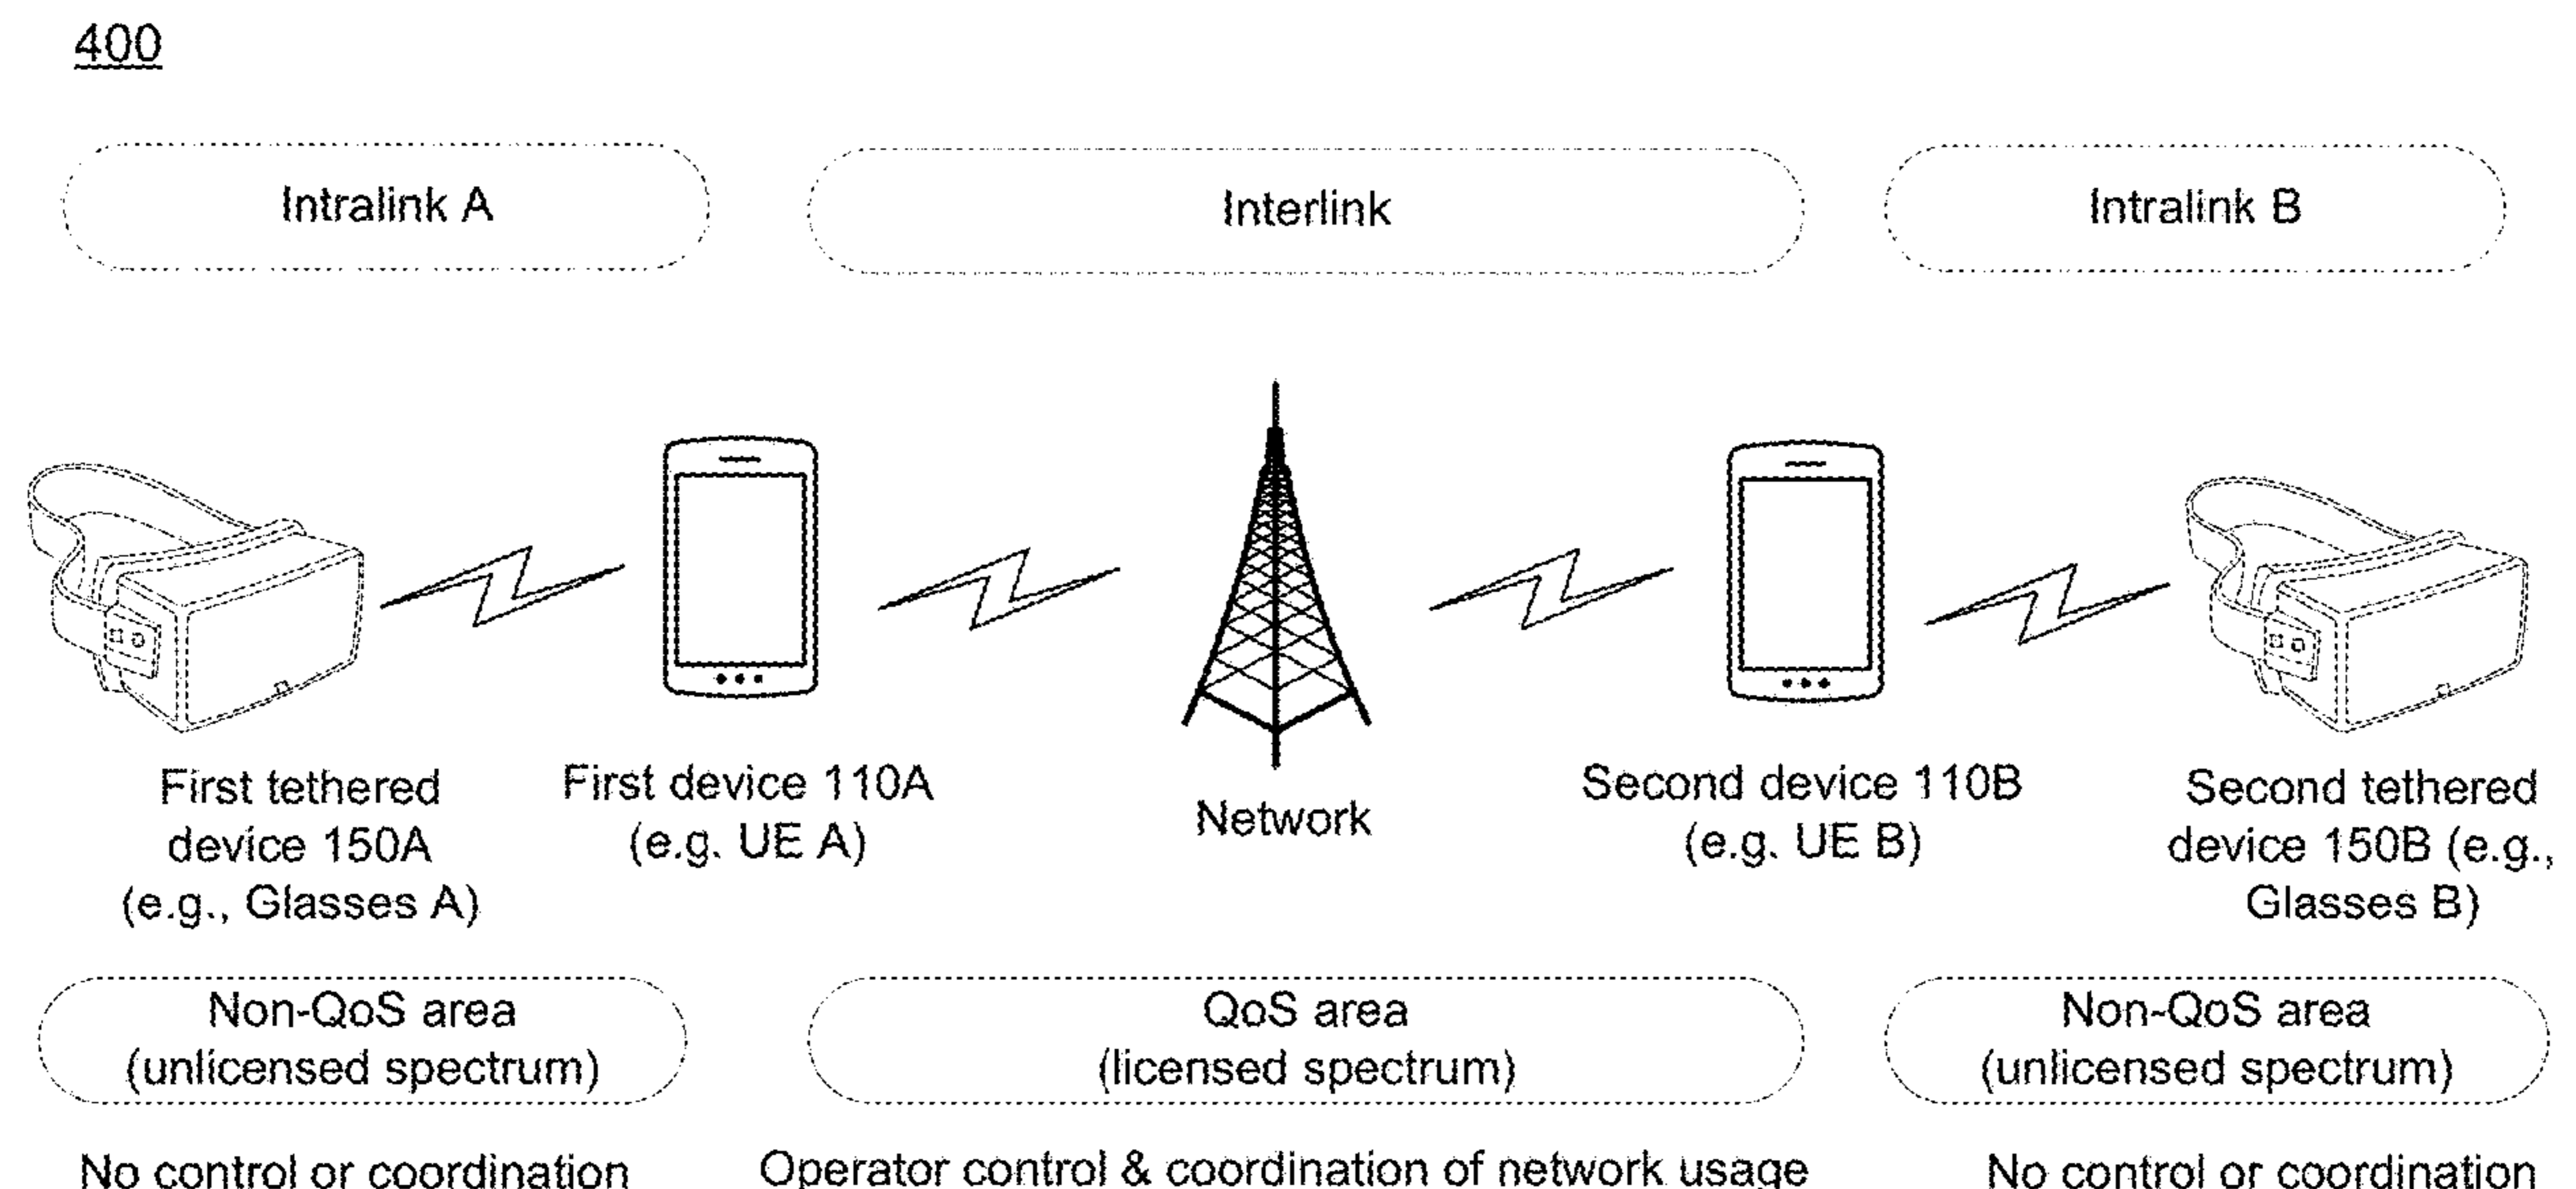 400
Intralink A
Interlink
Intralink B
First tethered
device 150A
(e.g., Glasses A)
First device 110A
(e.g. UE A)
Network
Second device 110B
(e.g. UE B)
Second tethered
device 150B (e.g.,
Glasses B)
Non-QoS area
(unlicensed spectrum)
QoS area
(licensed spectrum)
Non-QoS area
(unlicensed spectrum)
No control or coordination
Operator control & coordination of network usage
No control or coordination